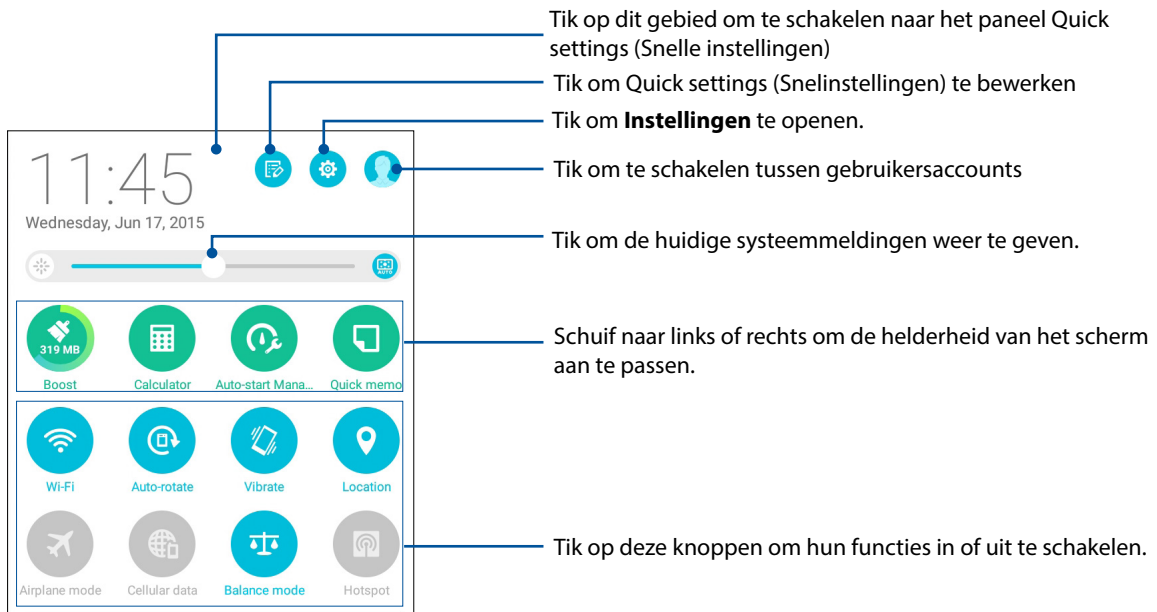 Tik op dit gebied om te schakelen naar het paneel Quick
settings (Snelle instellingen)
Tik om Quick settings (Snelinstellingen) te bewerken
Tik om Instellingen te openen.
Tik om te schakelen tussen gebruikersaccounts
Tik om de huidige systeemmeldingen weer te geven.
Schuif naar links of rechts om de helderheid van het scherm
aan te passen.
Tik op deze knoppen om hun functies in of uit te schakelen.
11:45
Wednesday, Jun 17, 2015
AUTO
319 MB
Boost Calculator Auto-start Mana... Quick memo
Wi-Fi Auto-rotate Vibrate Location
Airplane mode Cellular data Balance mode Hotspot